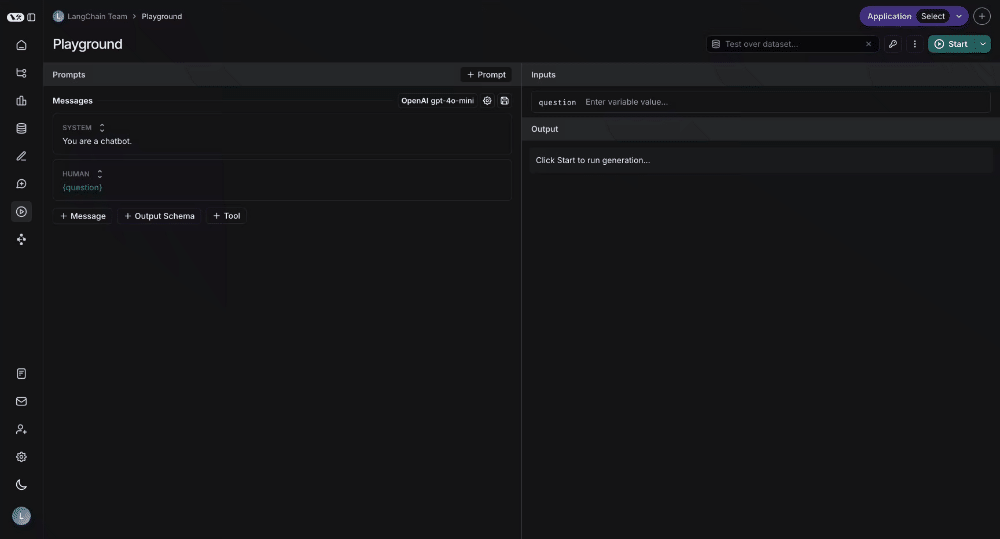 LangChain Team > Playground
Application Select
Playground
Test over dataset...
Start
Prompts
+ Prompt
Inputs
Messages
OpenAI gpt-4o-mini
question Enter variable value...
SYSTEM
You are a chatbot.
Output
HUMAN
{question}
Click Start to run generation...
+ Message + Output Schema + Tool
L